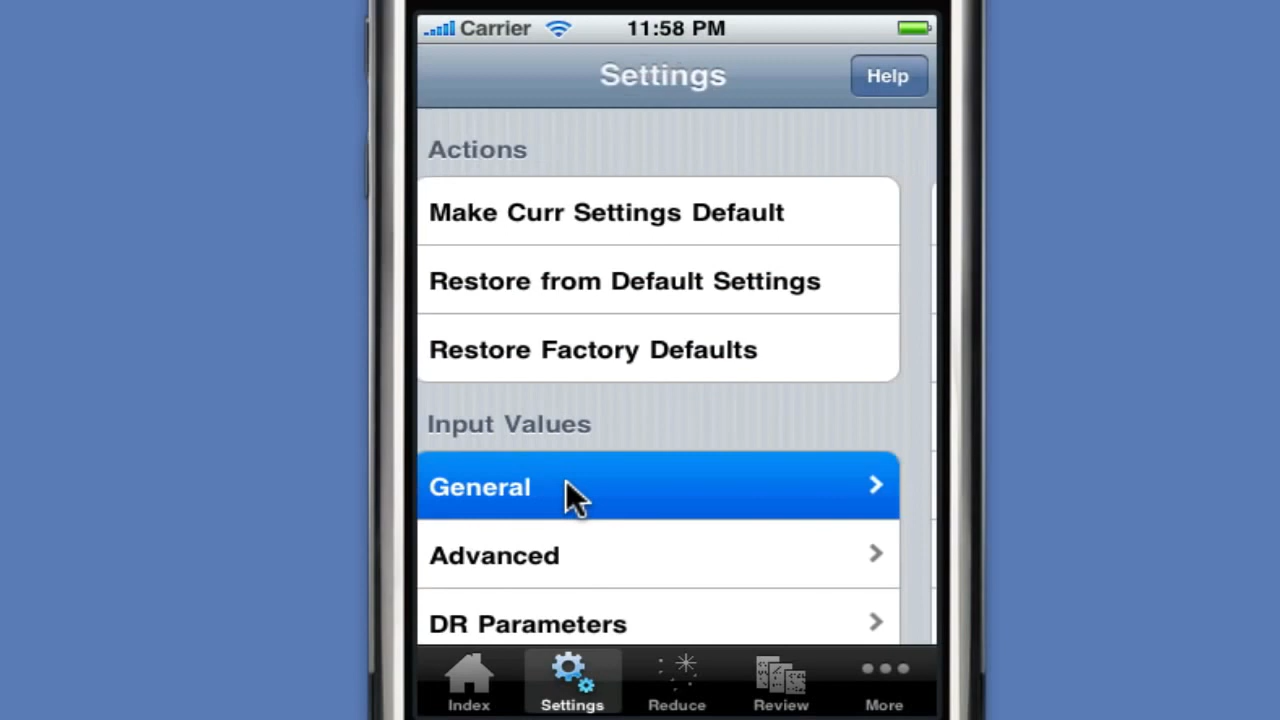 Carrier 11:58 PM
Settings Help
Actions
Make Curr Settings Default
Restore from Default Settings
Restore Factory Defaults
Input Values
General
Advanced
DR Parameters
Index Settings Reduce Review More